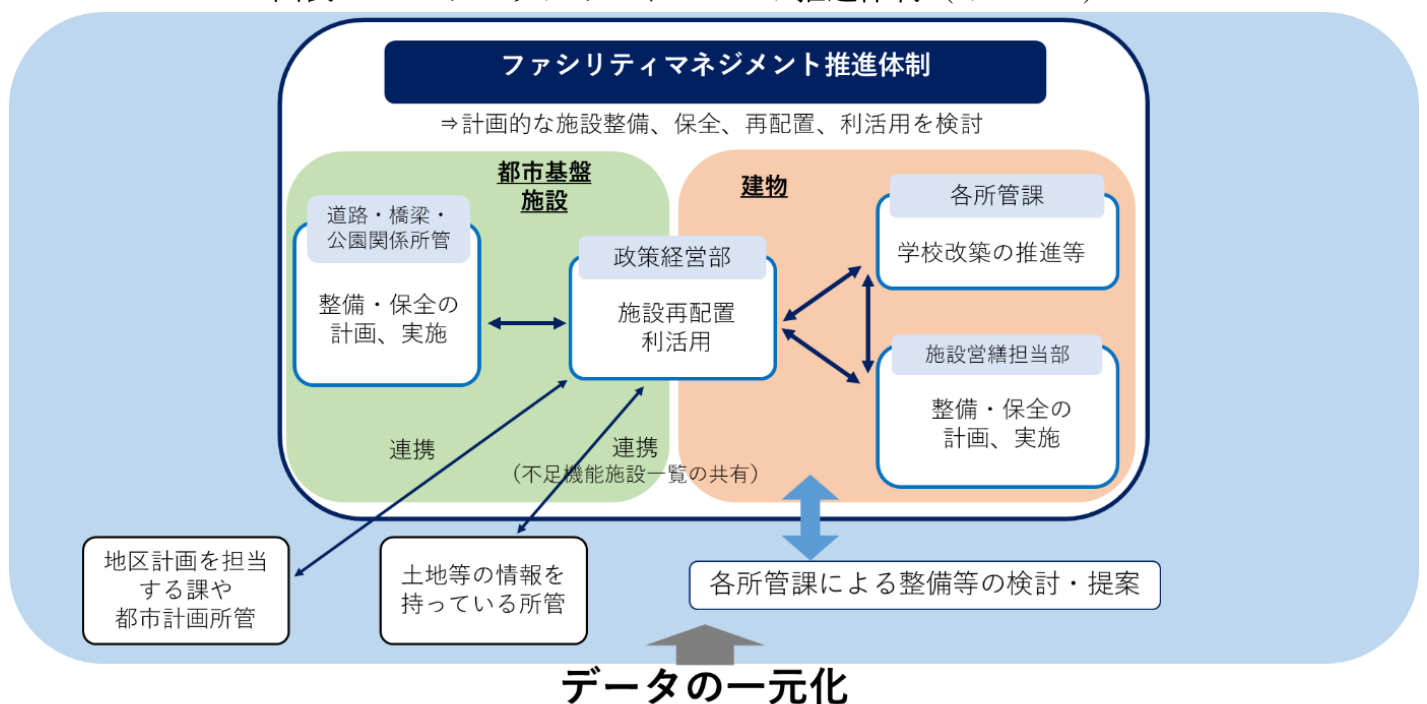 ファシリティマネジメント推進体制
⇒計画的な施設整備、保全、再配置、利活用を検討
都市基盤
施設
建物
道路・橋梁・
公園関係所管
整備・保全の
計画、実施
政策経営部
施設再配置
利活用
各所管課
学校改築の推進等
施設営繕担当部
整備・保全の
計画、実施
連携
連携
（不足機能施設一覧の共有）
地区計画を担当
する課や
都市計画所管
土地等の情報を
持っている所管
各所管課による整備等の検討・提案
データの一元化